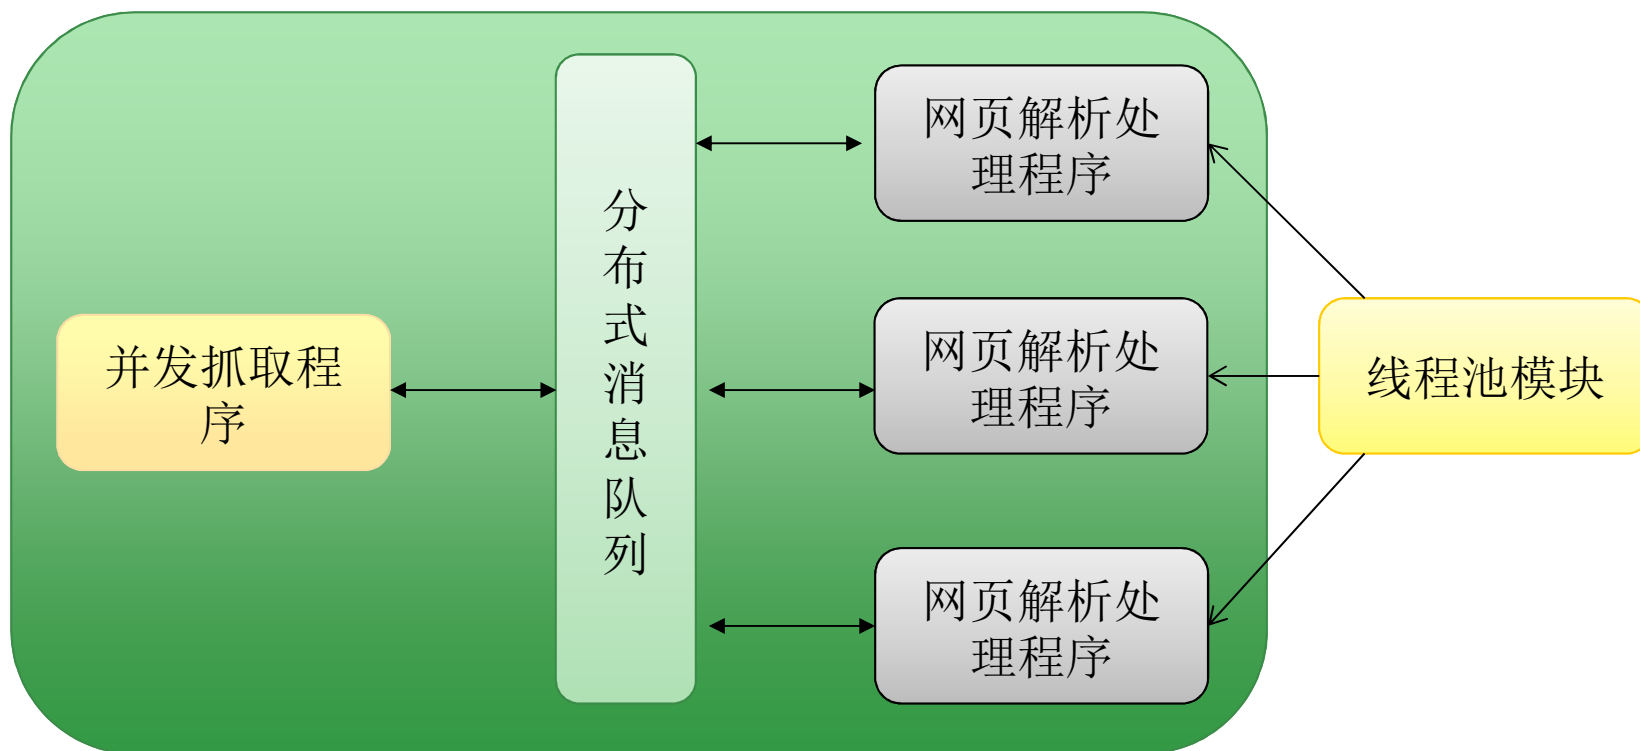 网页解析处
理程序
分
布
式
消
息
队
列
并发抓取程
序
网页解析处
理程序
线程池模块
网页解析处
理程序